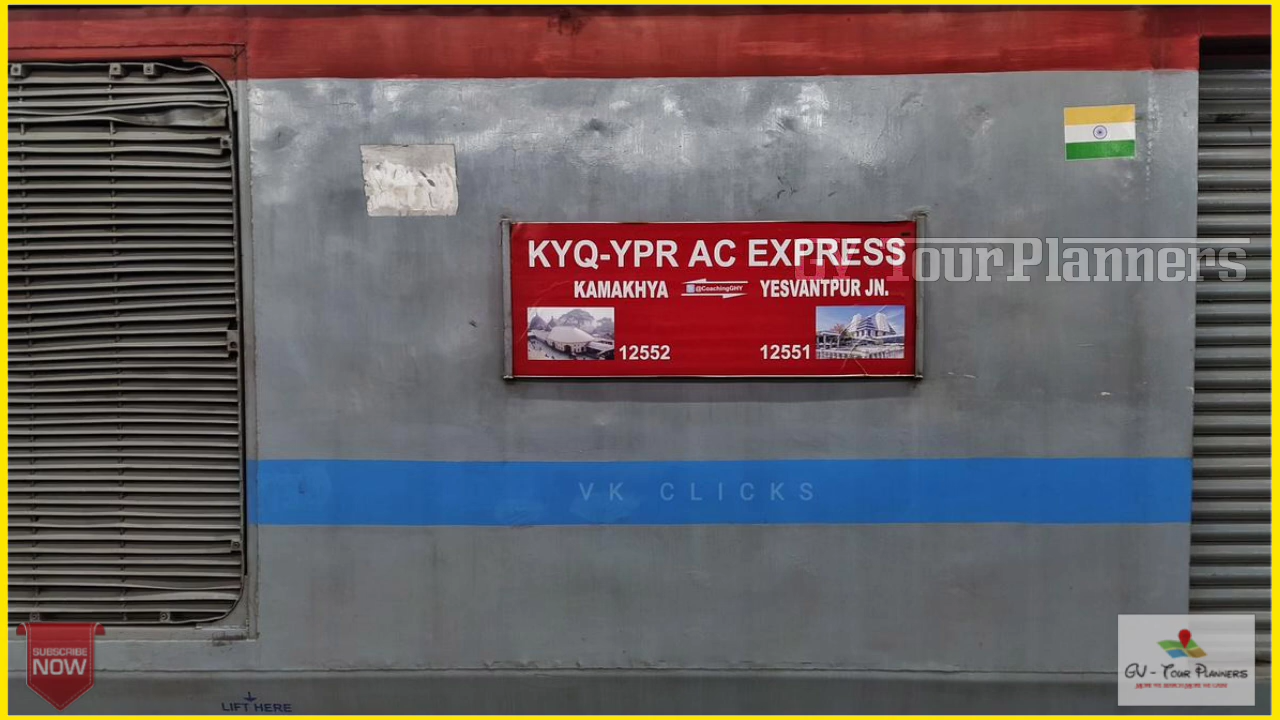 KYQ-YPR AC EXPRESS
KAMAKHYA @CoachingGHY YESVANTPUR JN.
12552 12551
GV Tour Planners
VK CLICKS
SUBSCRIBE
NOW
LIFT HERE
GV - Tour Planners